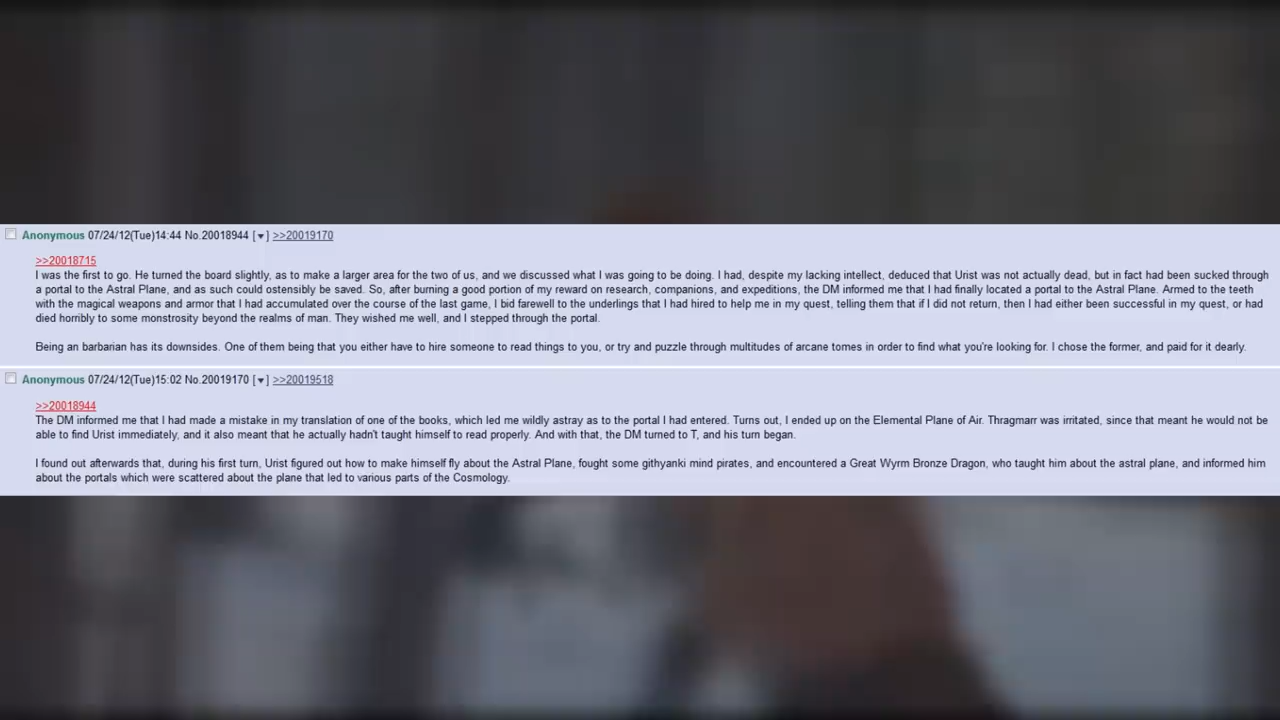 Anonymous 07/24/12(Tue)14:44 No.20018944 [▼] >>20019170
>>20018715
I was the first to go. He turned the board slightly, as to make a larger area for the two of us, and we discussed what I was going to be doing. I had, despite my lacking intellect, deduced that Urist was not actually dead, but in fact had been sucked through
a portal to the Astral Plane, and as such could ostensibly be saved. So, after burning a good portion of my reward on research, companions, and expeditions, the DM informed me that I had finally located a portal to the Astral Plane. Armed to the teeth
with the magical weapons and armor that I had accumulated over the course of the last game, I bid farewell to the underlings that I had hired to help me in my quest, telling them that if I did not return, then I had either been successful in my quest, or had
died horribly to some monstrosity beyond the realms of man. They wished me well, and I stepped through the portal.
Being an barbarian has its downsides. One of them being that you either have to hire someone to read things to you, or try and puzzle through multitudes of arcane tomes in order to find what you're looking for. I chose the former, and paid for it dearly.
Anonymous 07/24/12(Tue)15:02 No.20019170 [▼] >>20019518
>>20018944
The DM informed me that I had made a mistake in my translation of one of the books, which led me wildly astray as to the portal I had entered. Turns out, I ended up on the Elemental Plane of Air. Thragmarr was irritated, since that meant he would not be
able to find Urist immediately, and it also meant that he actually hadn't taught himself to read properly. And with that, the DM turned to T, and his turn began.
I found out afterwards that, during his first turn, Urist figured out how to make himself fly about the Astral Plane, fought some githyanki mind pirates, and encountered a Great Wyrm Bronze Dragon, who taught him about the astral plane, and informed him
about the portals which were scattered about the plane that led to various parts of the Cosmology.